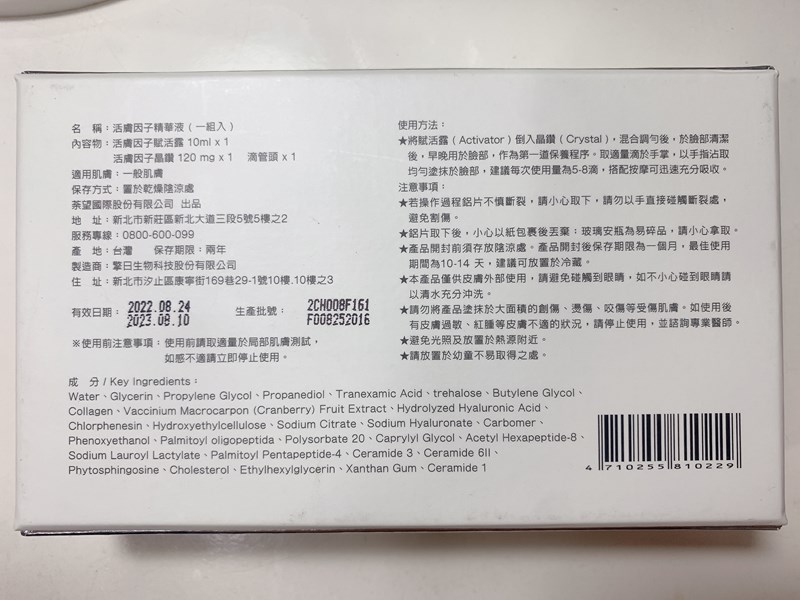 名　稱：活膚因子精華液（一組入）
內容物：活膚因子賦活露 10ml x 1
活膚因子晶鑽 120 mg x 1　滴管頭 x 1
適用肌膚：一般肌膚
保存方式：置於乾燥陰涼處
荼望國際股份有限公司 出品
地　址：新北市新莊區新北大道三段5號5樓之2
服務專線：0800-600-099
產　地：台灣　保存期限：兩年
製造商：擎日生物科技股份有限公司
住　址：新北市汐止區康寧街169巷29-1號10樓.10樓之3
有效日期：2022.08.24
2023.08.10
生產批號：2CH008F161
F008252016
※使用前注意事項：使用前請取適量於局部肌膚測試，
如感不適請立即停止使用。
使用方法：
★將賦活露（Activator）倒入晶鑽（Crystal），混合調勻後，於臉部清潔
後，早晚用於臉部，作為第一道保養程序。取適量滴於手掌，以手指沾取
均勻塗抹於臉部，建議每次使用量為5-8滴，搭配按摩可迅速充分吸收。
注意事項：
★若操作過程鋁片不慎斷裂，請小心取下，請勿以手直接碰觸斷裂處，
避免割傷。
★鋁片取下後，小心以紙包裹後丟棄；玻璃安瓶為易碎品，請小心拿取。
★產品開封前須存放陰涼處。產品開封後保存期限為一個月，最佳使用
期間為10-14 天，建議可放置於冷藏。
★本產品僅供皮膚外部使用，請避免碰觸到眼睛，如不小心碰到眼睛請
以清水充分沖洗。
★請勿將產品塗抹於大面積的創傷、燙傷、咬傷等受傷肌膚。如使用後
有皮膚過敏、紅腫等皮膚不適的狀況，請停止使用，並諮詢專業醫師。
★避免光照及放置於熱源附近。
★請放置於幼童不易取得之處。
成　分 / Key Ingredients：
Water、Glycerin、Propylene Glycol、Propanediol、Tranexamic Acid、trehalose、Butylene Glycol、
Collagen、Vaccinium Macrocarpon (Cranberry) Fruit Extract、Hydrolyzed Hyaluronic Acid、
Chlorphenesin、Hydroxyethylcellulose、Sodium Citrate、Sodium Hyaluronate、Carbomer、
Phenoxyethanol、Palmitoyl oligopeptida、Polysorbate 20、Caprylyl Glycol、Acetyl Hexapeptide-8、
Sodium Lauroyl Lactylate、Palmitoyl Pentapeptide-4、Ceramide 3、Ceramide 6II、
Phytosphingosine、Cholesterol、Ethylhexylglycerin、Xanthan Gum、Ceramide 1
4 710255 810229